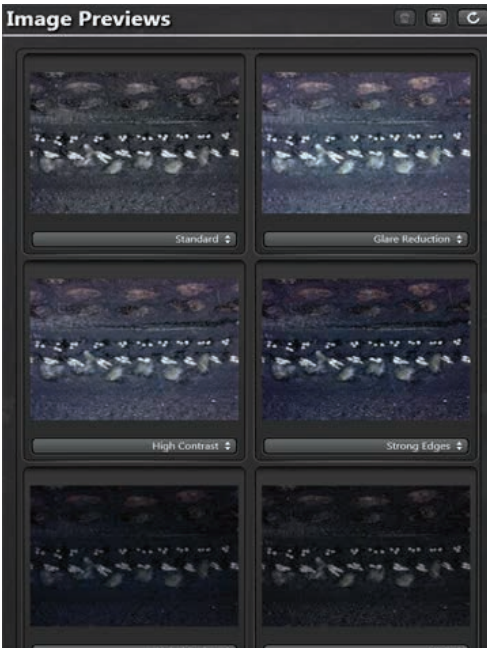 Image Previews
Standard
Glare Reduction
High Contrast
Strong Edges